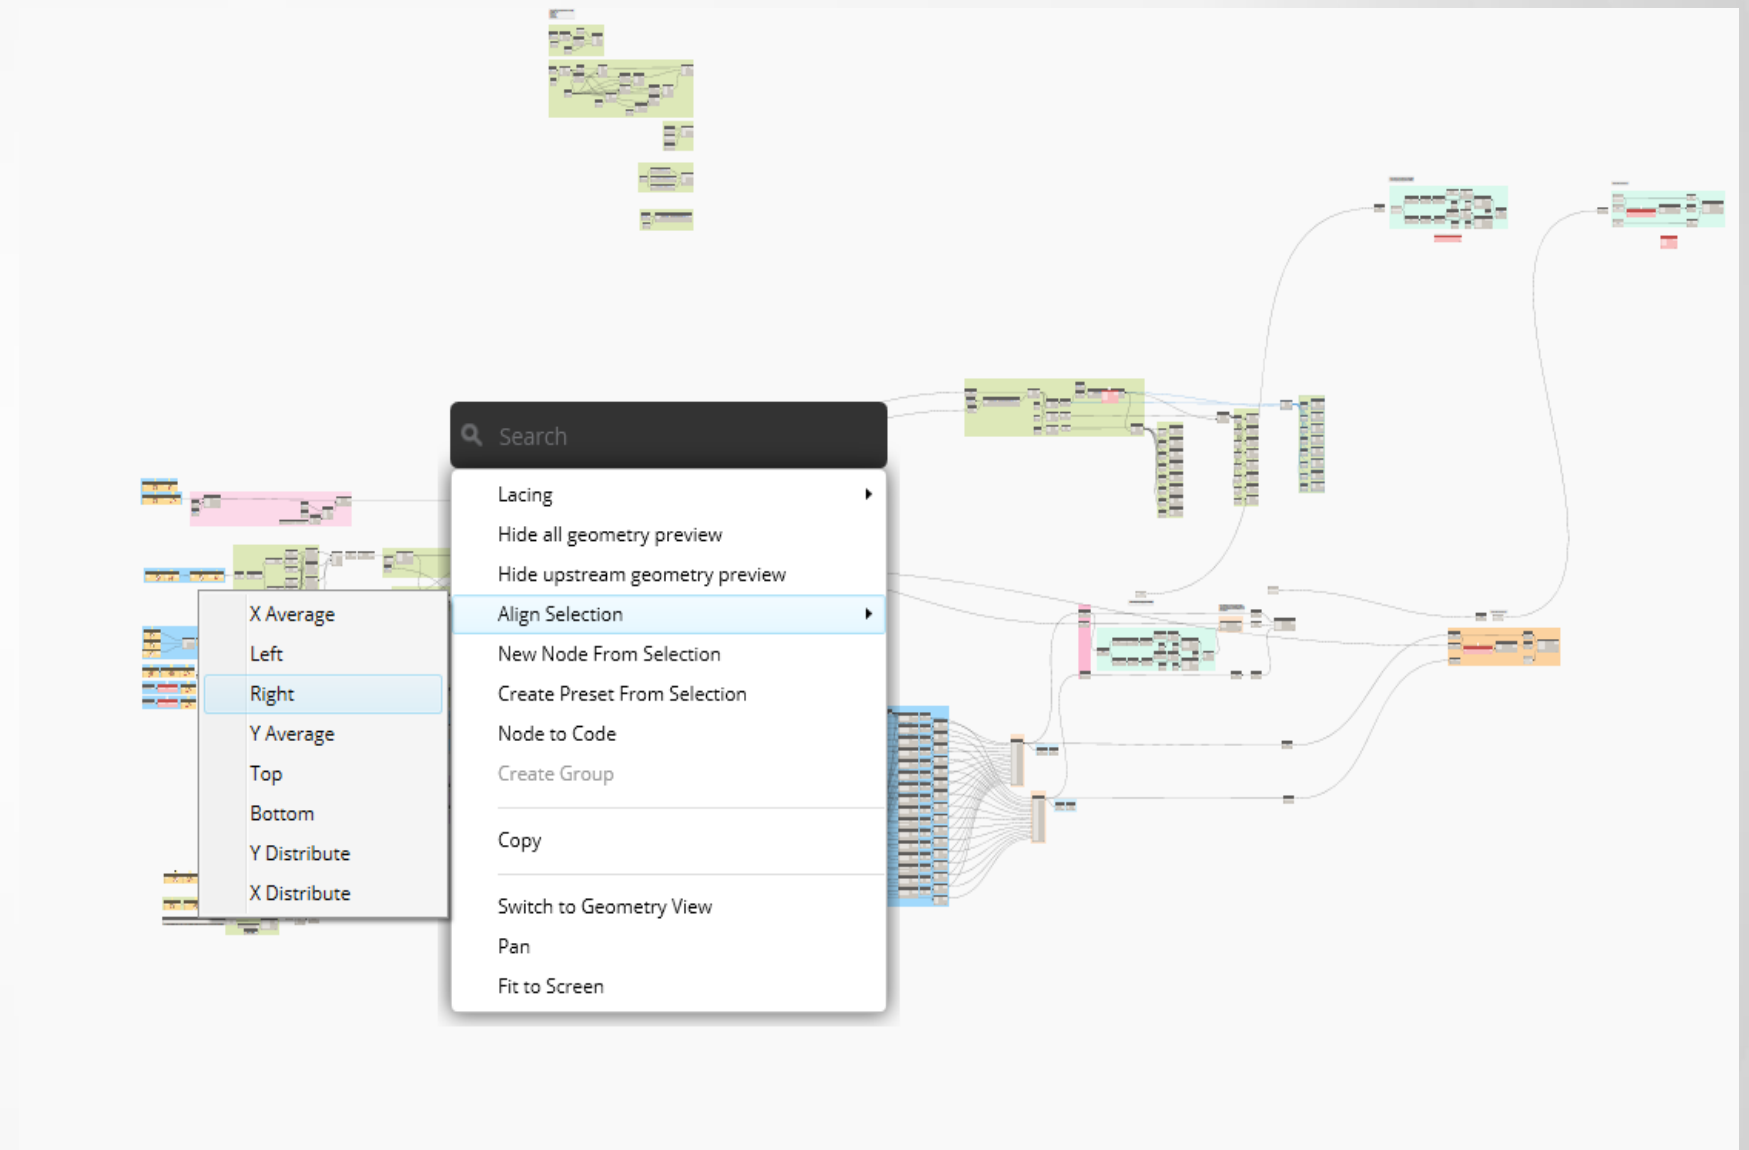 Search
Lacing
Hide all geometry preview
Hide upstream geometry preview
Align Selection
New Node From Selection
Create Preset From Selection
Node to Code
Create Group
Copy
Switch to Geometry View
Pan
Fit to Screen
X Average
Left
Right
Y Average
Top
Bottom
Y Distribute
X Distribute